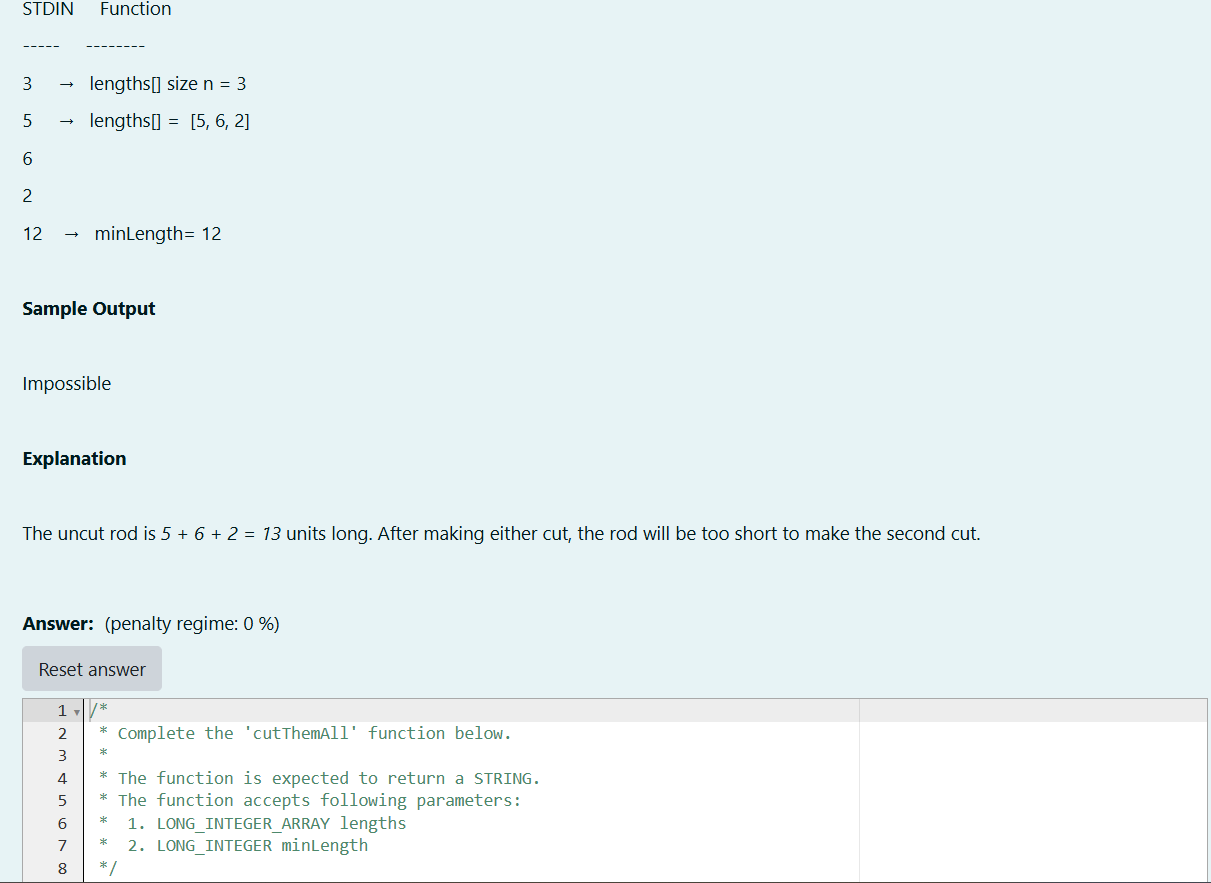 STDIN Function
----- --------
3 → lengths[] size n = 3
5 → lengths[] = [5, 6, 2]
6
2
12 → minLength= 12
Sample Output
Impossible
Explanation
The uncut rod is 5 + 6 + 2 = 13 units long. After making either cut, the rod will be too short to make the second cut.
Answer: (penalty regime: 0 %)
Reset answer
1 /*
2 * Complete the 'cutThemAll' function below.
3 *
4 * The function is expected to return a STRING.
5 * The function accepts following parameters:
6 * 1. LONG_INTEGER_ARRAY lengths
7 * 2. LONG_INTEGER minLength
8 */